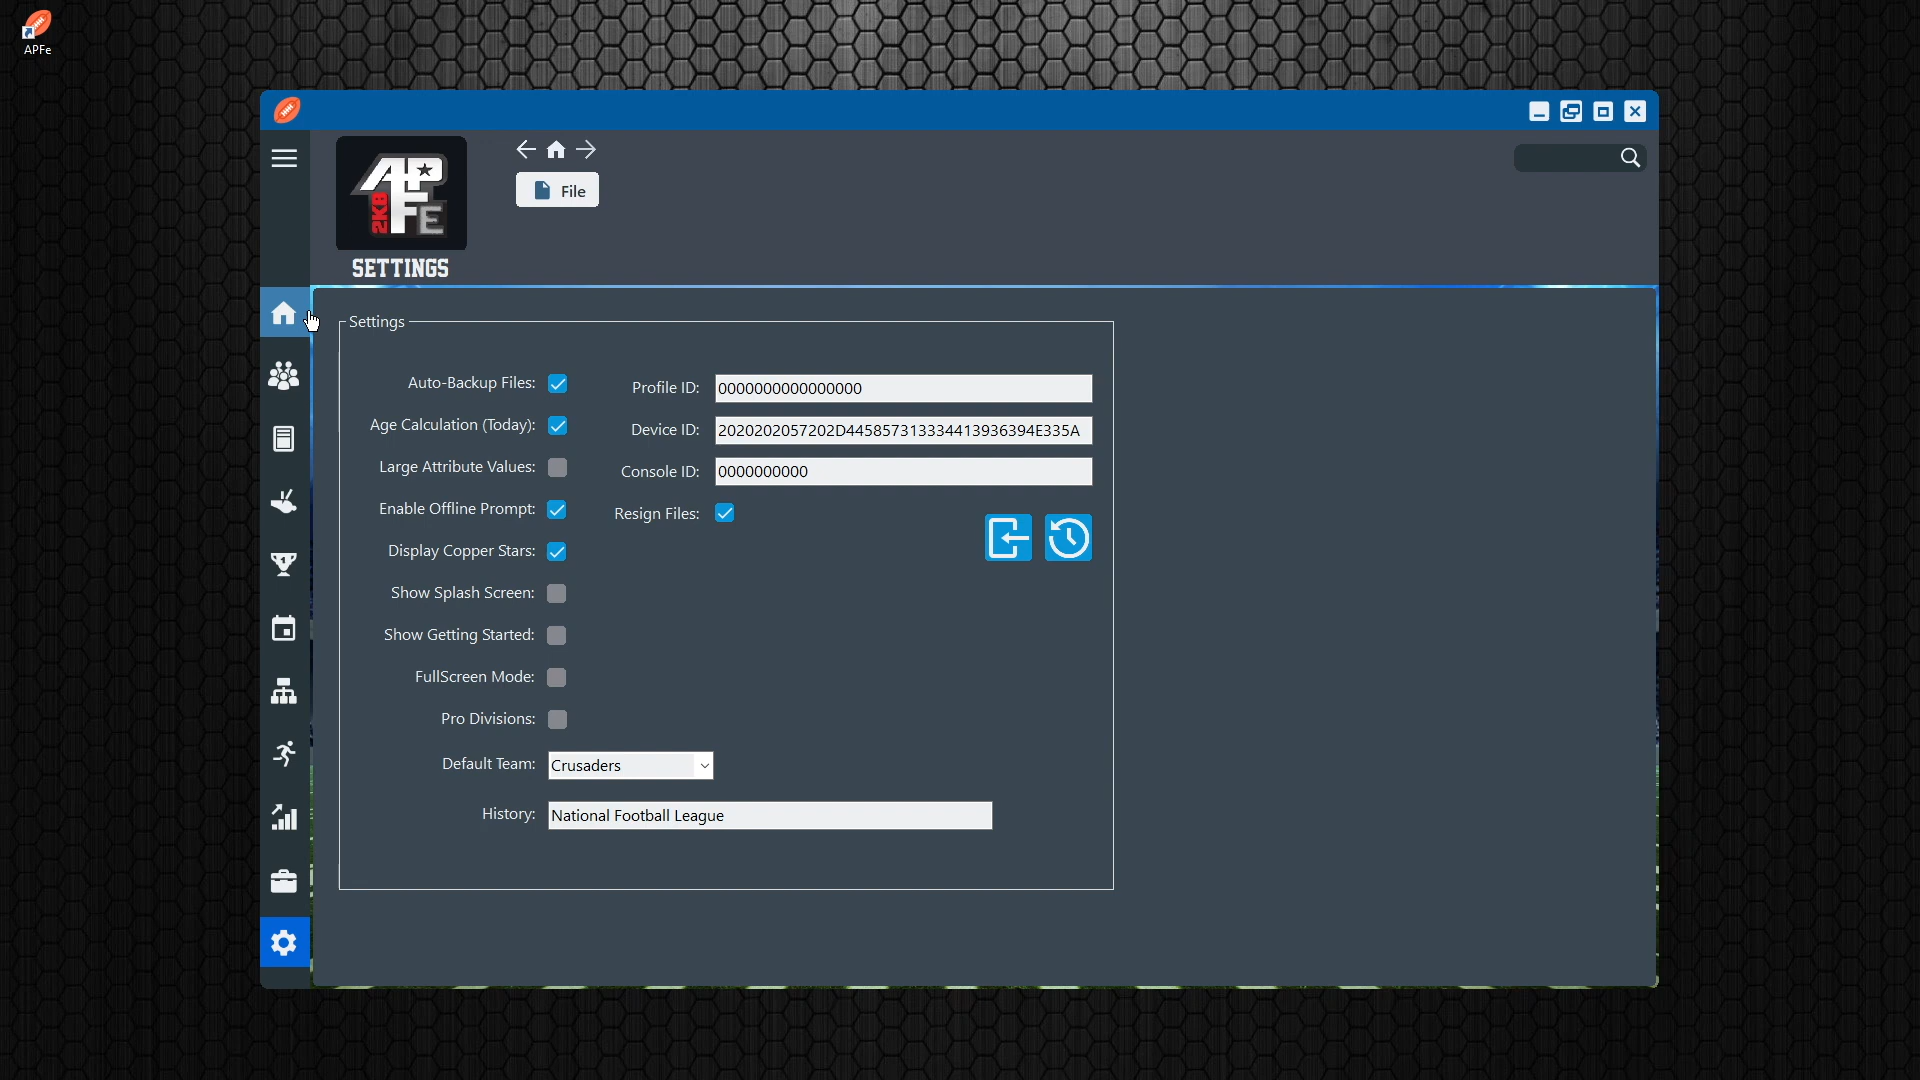 APFe
AP
2K8 FE
SETTINGS
File
Settings
Auto-Backup Files:
Age Calculation (Today):
Large Attribute Values:
Enable Offline Prompt:
Display Copper Stars:
Show Splash Screen:
Show Getting Started:
FullScreen Mode:
Pro Divisions:
Default Team: Crusaders
History: National Football League
Profile ID: 0000000000000000
Device ID: 2020202057202D445857313334413936394E335A
Console ID: 0000000000
Resign Files: